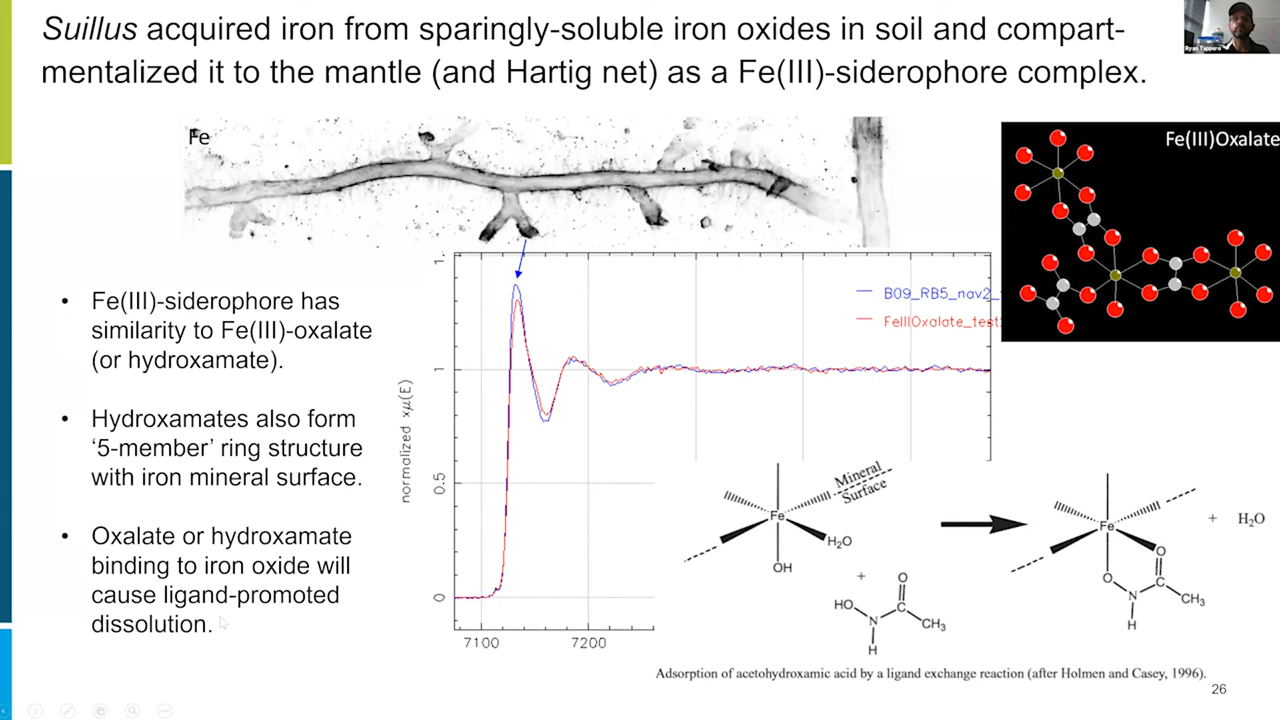 Suillus acquired iron from sparingly-soluble iron oxides in soil and compart-
mentalized it to the mantle (and Hartig net) as a Fe(III)-siderophore complex.
Ryan Tappero
Fe
Fe(III)Oxalate
• Fe(III)-siderophore has
similarity to Fe(III)-oxalate
(or hydroxamate).
• Hydroxamates also form
‘5-member’ ring structure
with iron mineral surface.
• Oxalate or hydroxamate
binding to iron oxide will
cause ligand-promoted
dissolution.
B09_RB5_nav2_
FeIIIOxalate_test
normalized xμ(E)
1.
1
0.5
0
7100
7200
Mineral
Surface
Fe
H₂O
OH
+
HO
O
N
C
CH₃
H
Fe
O
O
N
C
CH₃
H
+ H₂O
Adsorption of acetohydroxamic acid by a ligand exchange reaction (after Holmen and Casey, 1996).
26